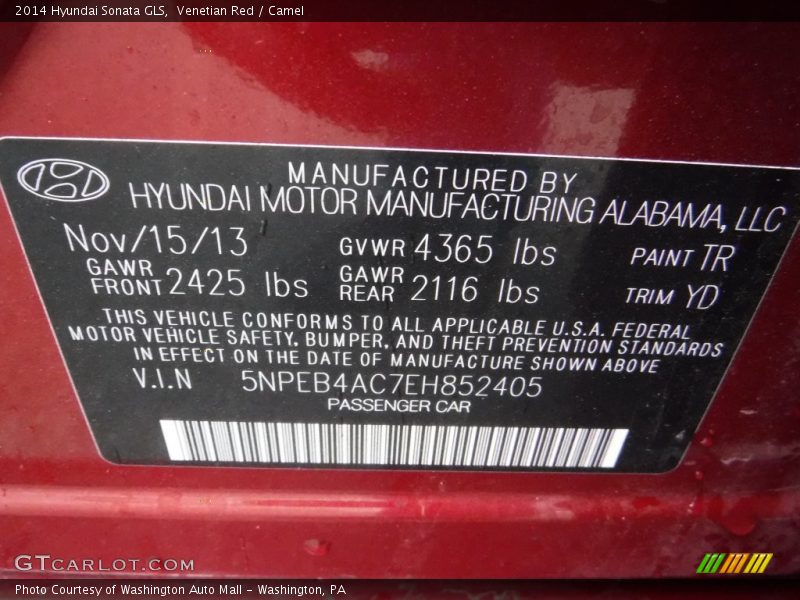 2014 Hyundai Sonata GLS, Venetian Red / Camel
MANUFACTURED BY
HYUNDAI MOTOR MANUFACTURING ALABAMA, LLC
Nov/15/13 GVWR 4365 lbs PAINT TR
GAWR FRONT 2425 lbs GAWR REAR 2116 lbs TRIM YD
THIS VEHICLE CONFORMS TO ALL APPLICABLE U.S.A. FEDERAL
MOTOR VEHICLE SAFETY, BUMPER, AND THEFT PREVENTION STANDARDS
IN EFFECT ON THE DATE OF MANUFACTURE SHOWN ABOVE
V.I.N 5NPEB4AC7EH852405
PASSENGER CAR
GTCARLOT.COM
Photo Courtesy of Washington Auto Mall - Washington, PA